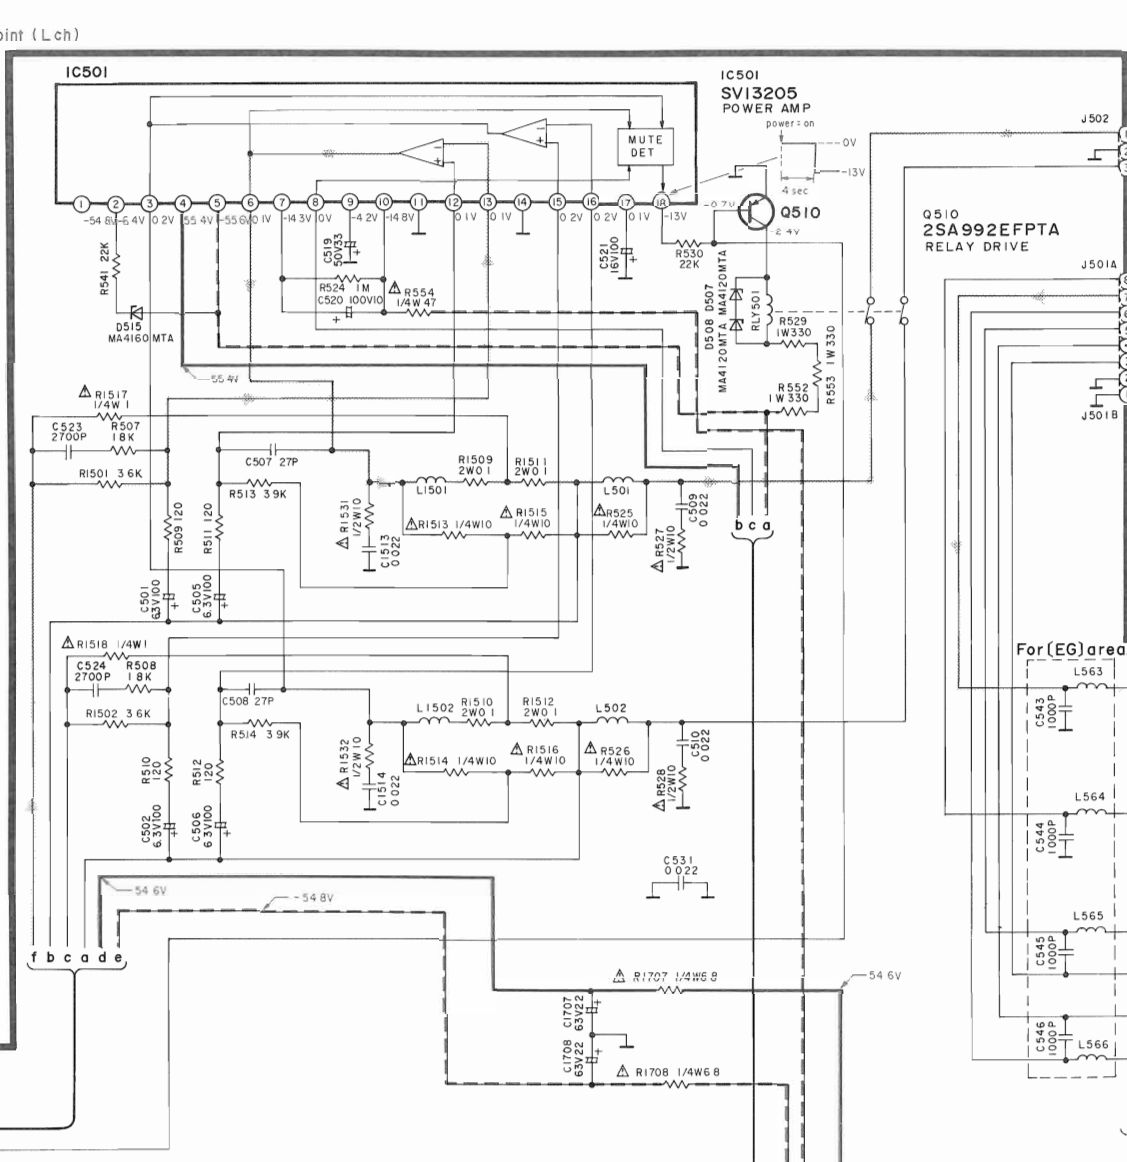 oint (Lch)
IC501
IC501
SVI3205
POWER AMP
power : on
0V
-13V
4 sec
J502
MUTE
DET
1 2 3 4 5 6 7 8 9 10 11 12 13 14 15 16 17 18
-54.8V -6.4V 0.2V 55.4V -55.6V 0.1V -14.3V 0V -4.2V -14.8V 0.1V 0.1V 0.2V 0.2V 0.1V -13V
-0.7V
Q510
-2.4V
Q510
2SA992EFPTA
RELAY DRIVE
R541 22K
C519
50V33
C521
16V100
R530
22K
J501A
R524 1M
C520 100V10
R554
1/4W 47
D515
MA4160MTA
D508 D507
MA4120MTA MA4120MTA
RLY501
R529
1W330
R553 1W330
R552
1W330
J501B
55.4V
R1517
1/4W 1
C523
2700P
R507
18K
R1501 3.6K
C507 27P
R513 3.9K
R1509
2W0.1
R1511
2W0.1
L1501
L501
R509 120
R511 120
R1531
1/2W10
R1513 1/4W10
R1515
1/4W10
R525
1/4W10
C509
0.022
R527
1/2W10
C1513
0.022
b c a
C501
6.3V100
C505
6.3V100
R1518 1/4W1
C524
2700P
R508
18K
R1502 3.6K
C508 27P
R514 3.9K
L1502
R1510
2W0.1
R1512
2W0.1
L502
R510
120
R512
120
R1532
1/2W10
R1514 1/4W10
R1516
1/4W10
R526
1/4W10
C510
0.022
R528
1/2W10
C1514
0.022
C502
6.3V100
C506
6.3V100
C531
0.022
54.6V
-54.8V
f b c a d e
R1707 1/4W6.8
54.6V
C1707
63V22
C1708
63V22
R1708 1/4W6.8
For(EG)area
L563
C543
1000P
L564
C544
1000P
L565
C545
1000P
C546
1000P
L566